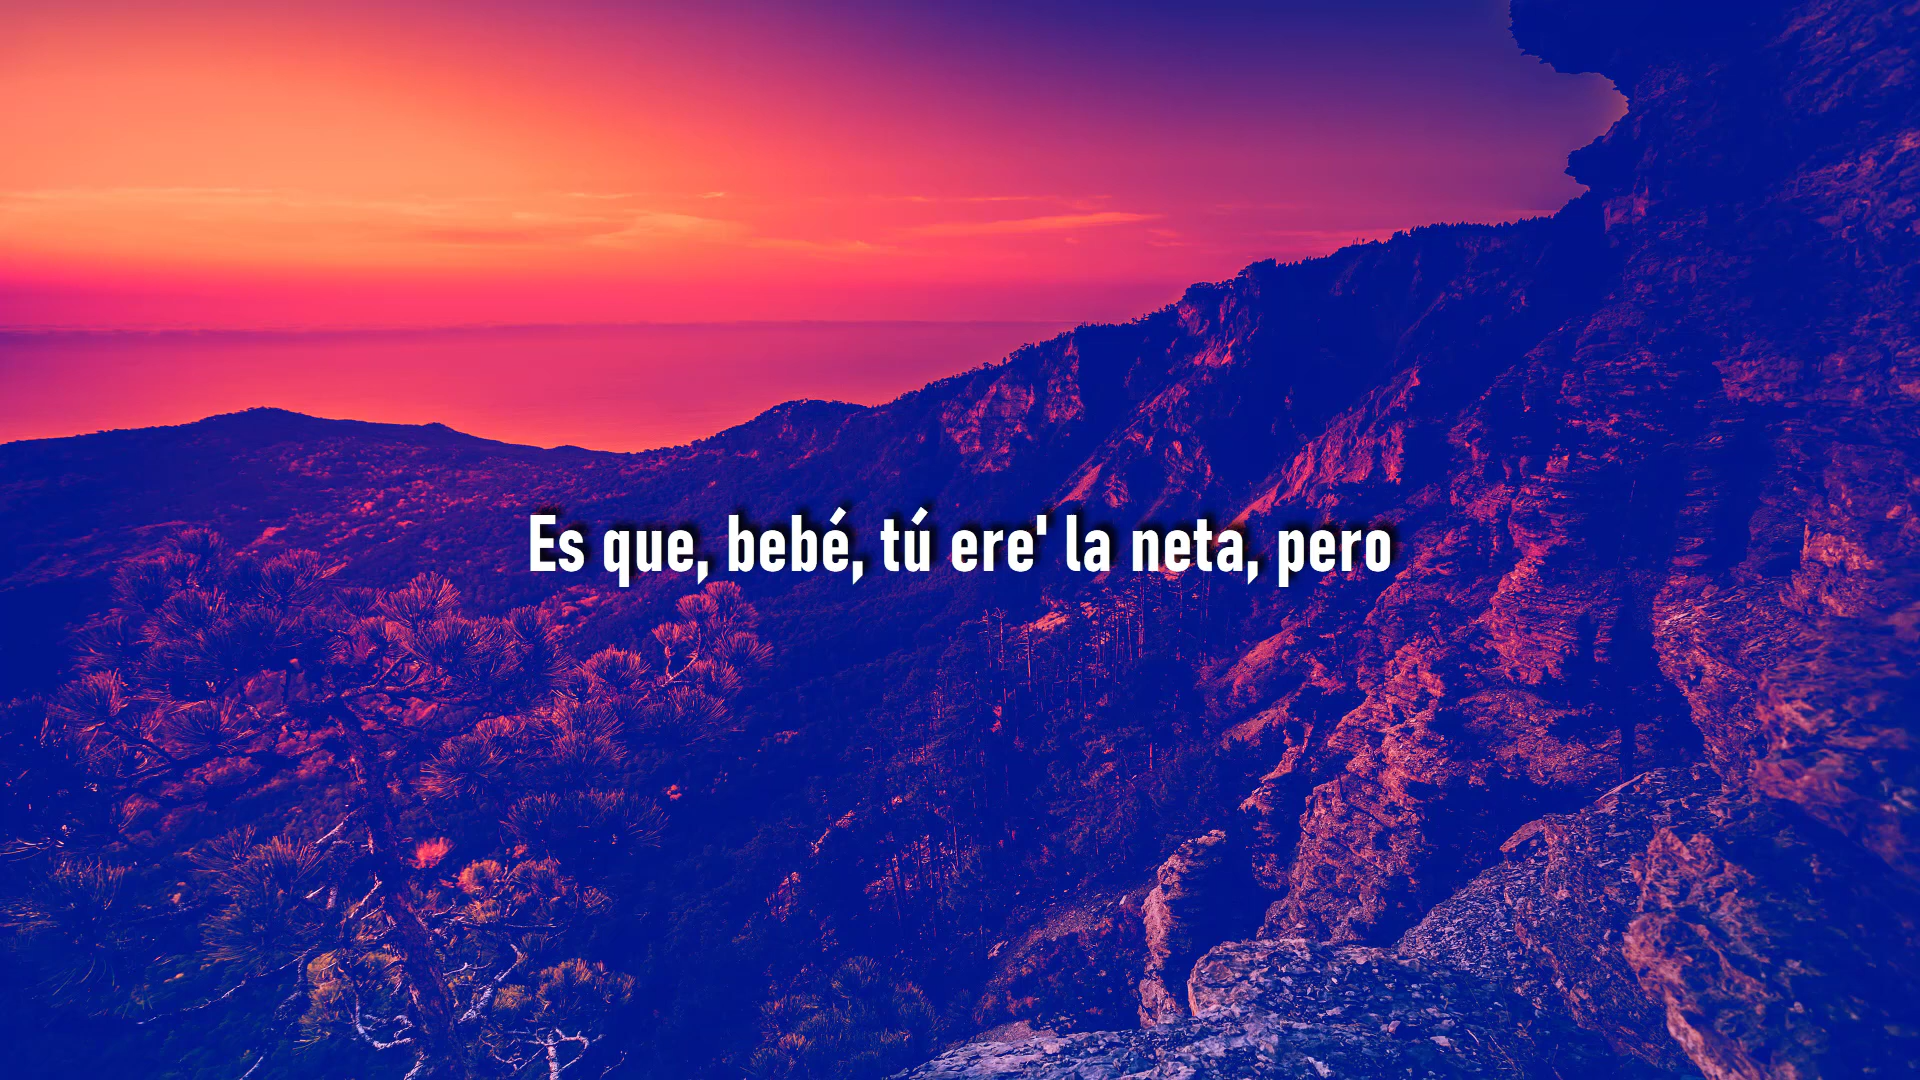 Es que, bebé, tú ere' la neta, pero